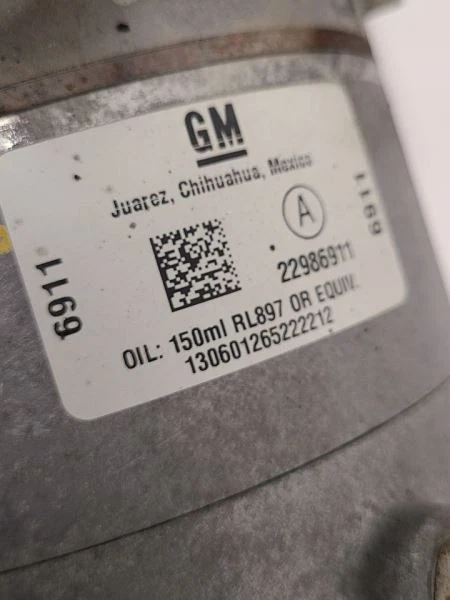 GM
Juarez, Chihuahua, Mexico
A
22986911
6911
6911
OIL: 150ml RL897 OR EQUIV.
130601265222212